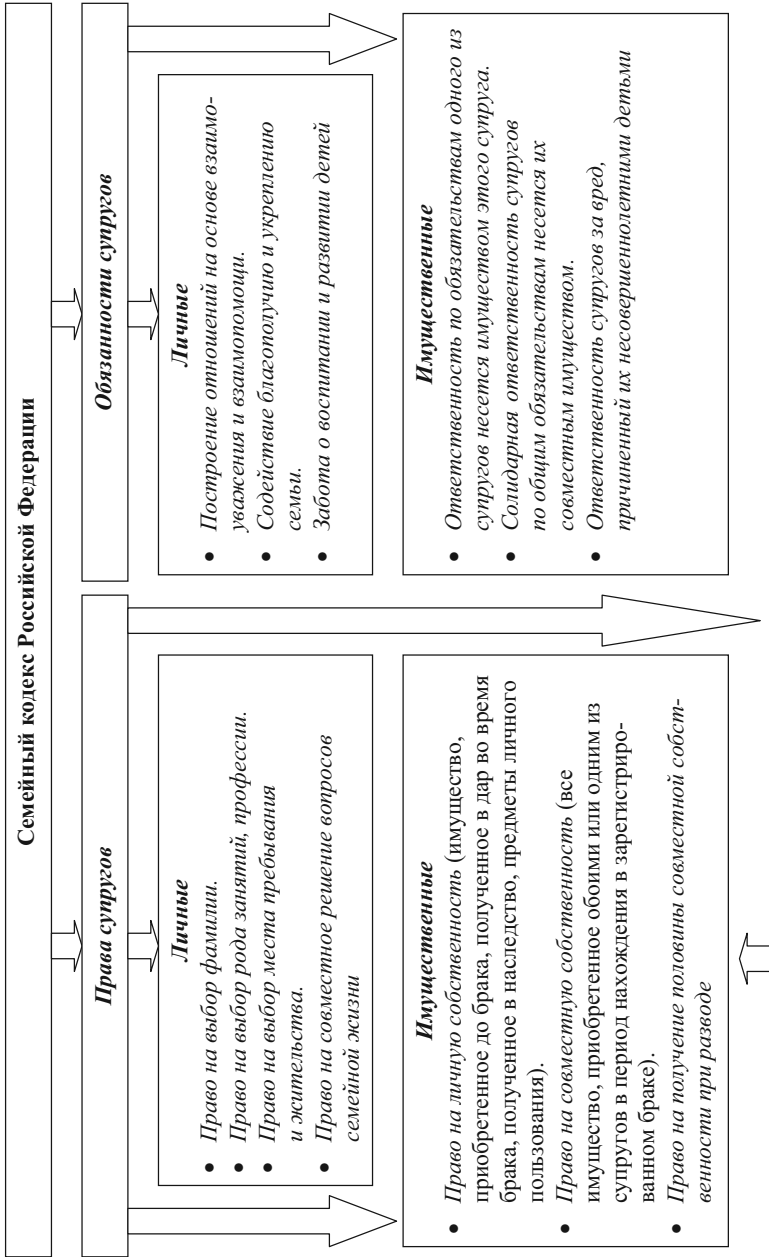 Семейный кодекс Российской Федерации
Права супругов
Личные
• Право на выбор фамилии.
• Право на выбор рода занятий, профессии.
• Право на выбор места пребывания
и жительства.
• Право на совместное решение вопросов
семейной жизни
Имущественные
• Право на личную собственность (имущество,
приобретенное до брака, полученное в дар во время
брака, полученное в наследство, предметы личного
пользования).
• Право на совместную собственность (все
имущество, приобретенное обоими или одним из
супругов в период нахождения в зарегистриро-
ванном браке).
• Право на получение половины совместной собст-
венности при разводе
Обязанности супругов
Личные
• Построение отношений на основе взаимо-
уважения и взаимопомощи.
• Содействие благополучию и укреплению
семьи.
• Забота о воспитании и развитии детей
Имущественные
• Ответственность по обязательствам одного из
супругов несется имуществом этого супруга.
• Солидарная ответственность супругов
по общим обязательствам несется их
совместным имуществом.
• Ответственность супругов за вред,
причиненный их несовершеннолетними детьми